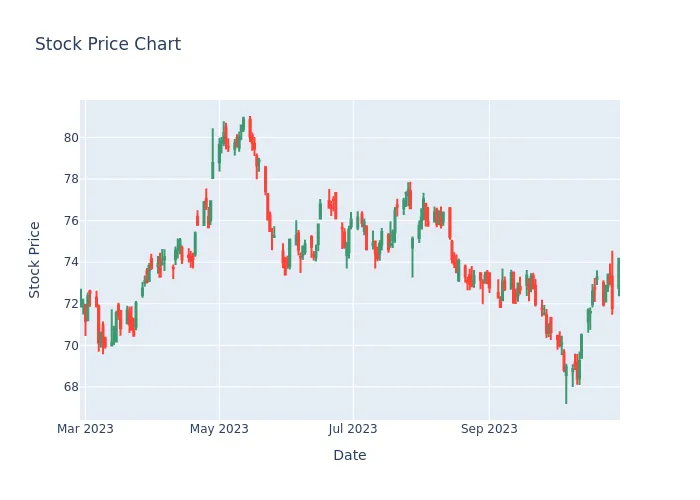 Stock Price Chart
Stock Price
80
78
76
74
72
70
68
Mar 2023
May 2023
Jul 2023
Sep 2023
Date